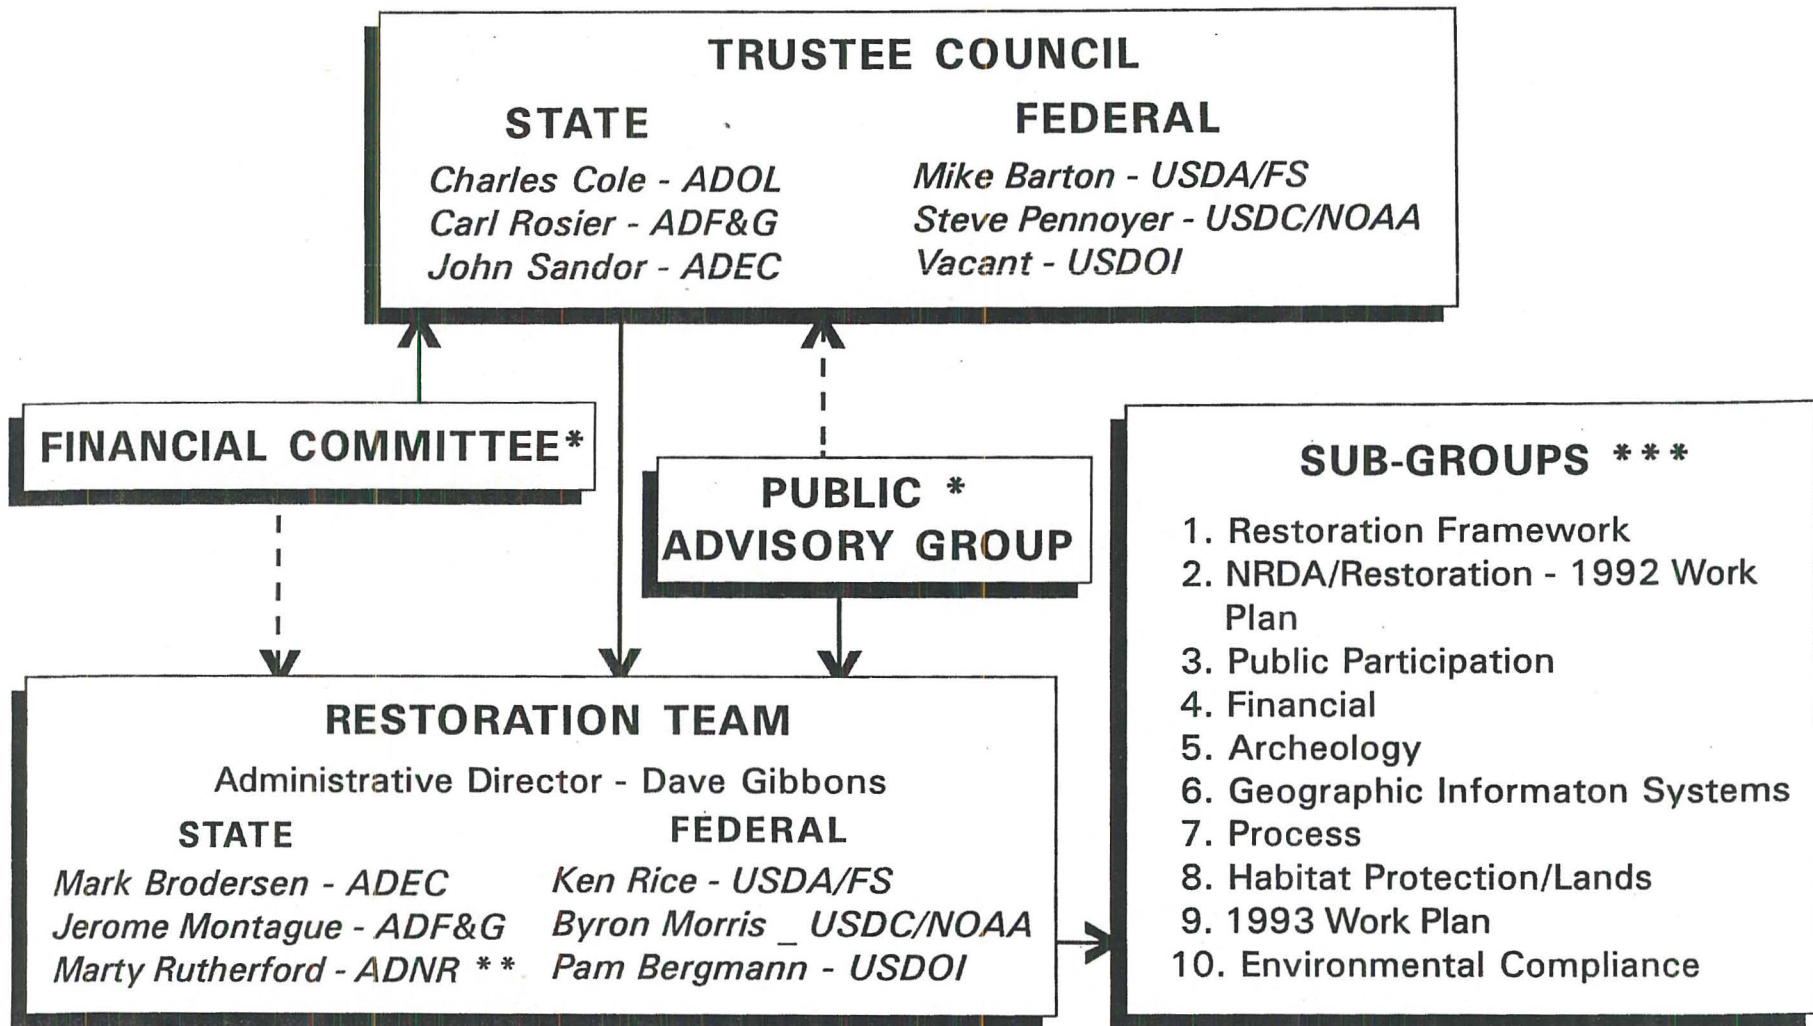 TRUSTEE COUNCIL
STATE
Charles Cole - ADOL
Carl Rosier - ADF&G
John Sandor - ADEC
FEDERAL
Mike Barton - USDA/FS
Steve Pennoyer - USDC/NOAA
Vacant - USDOI
FINANCIAL COMMITTEE*
PUBLIC *
ADVISORY GROUP
RESTORATION TEAM
Administrative Director - Dave Gibbons
STATE
Mark Brodersen - ADEC
Jerome Montague - ADF&G
Marty Rutherford - ADNR **
FEDERAL
Ken Rice - USDA/FS
Byron Morris _ USDC/NOAA
Pam Bergmann - USDOI
SUB-GROUPS ***
1. Restoration Framework
2. NRDA/Restoration - 1992 Work
Plan
3. Public Participation
4. Financial
5. Archeology
6. Geographic Informaton Systems
7. Process
8. Habitat Protection/Lands
9. 1993 Work Plan
10. Environmental Compliance